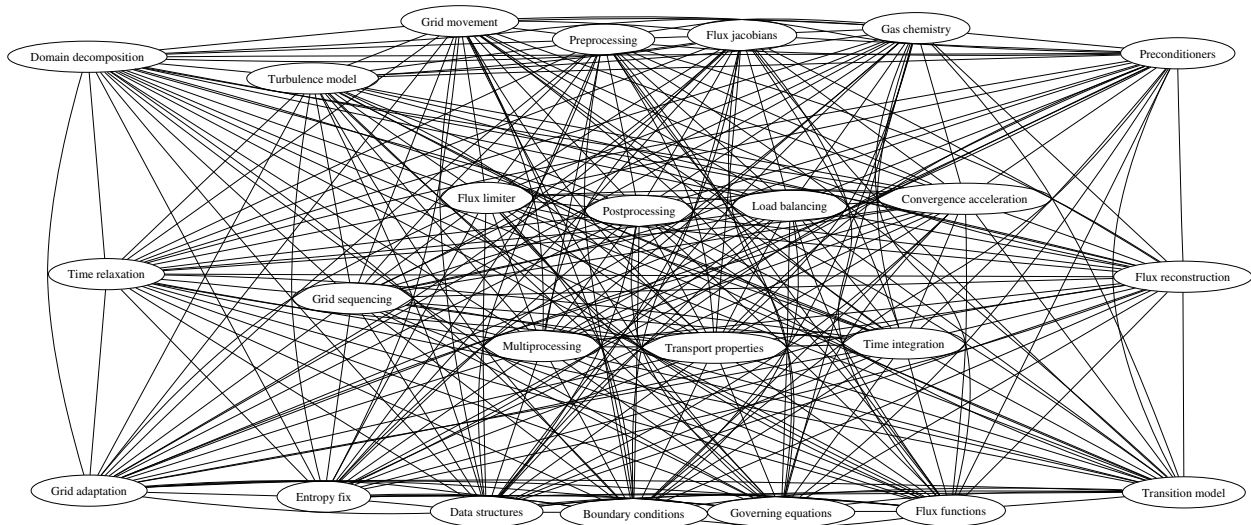 Grid movement
Gas chemistry
Flux jacobians
Preprocessing
Domain decomposition
Preconditioners
Turbulence model
Flux limiter
Convergence acceleration
Load balancing
Postprocessing
Time relaxation
Flux reconstruction
Grid sequencing
Multiprocessing
Transport properties
Time integration
Grid adaptation
Transition model
Entropy fix
Data structures
Boundary conditions
Governing equations
Flux functions